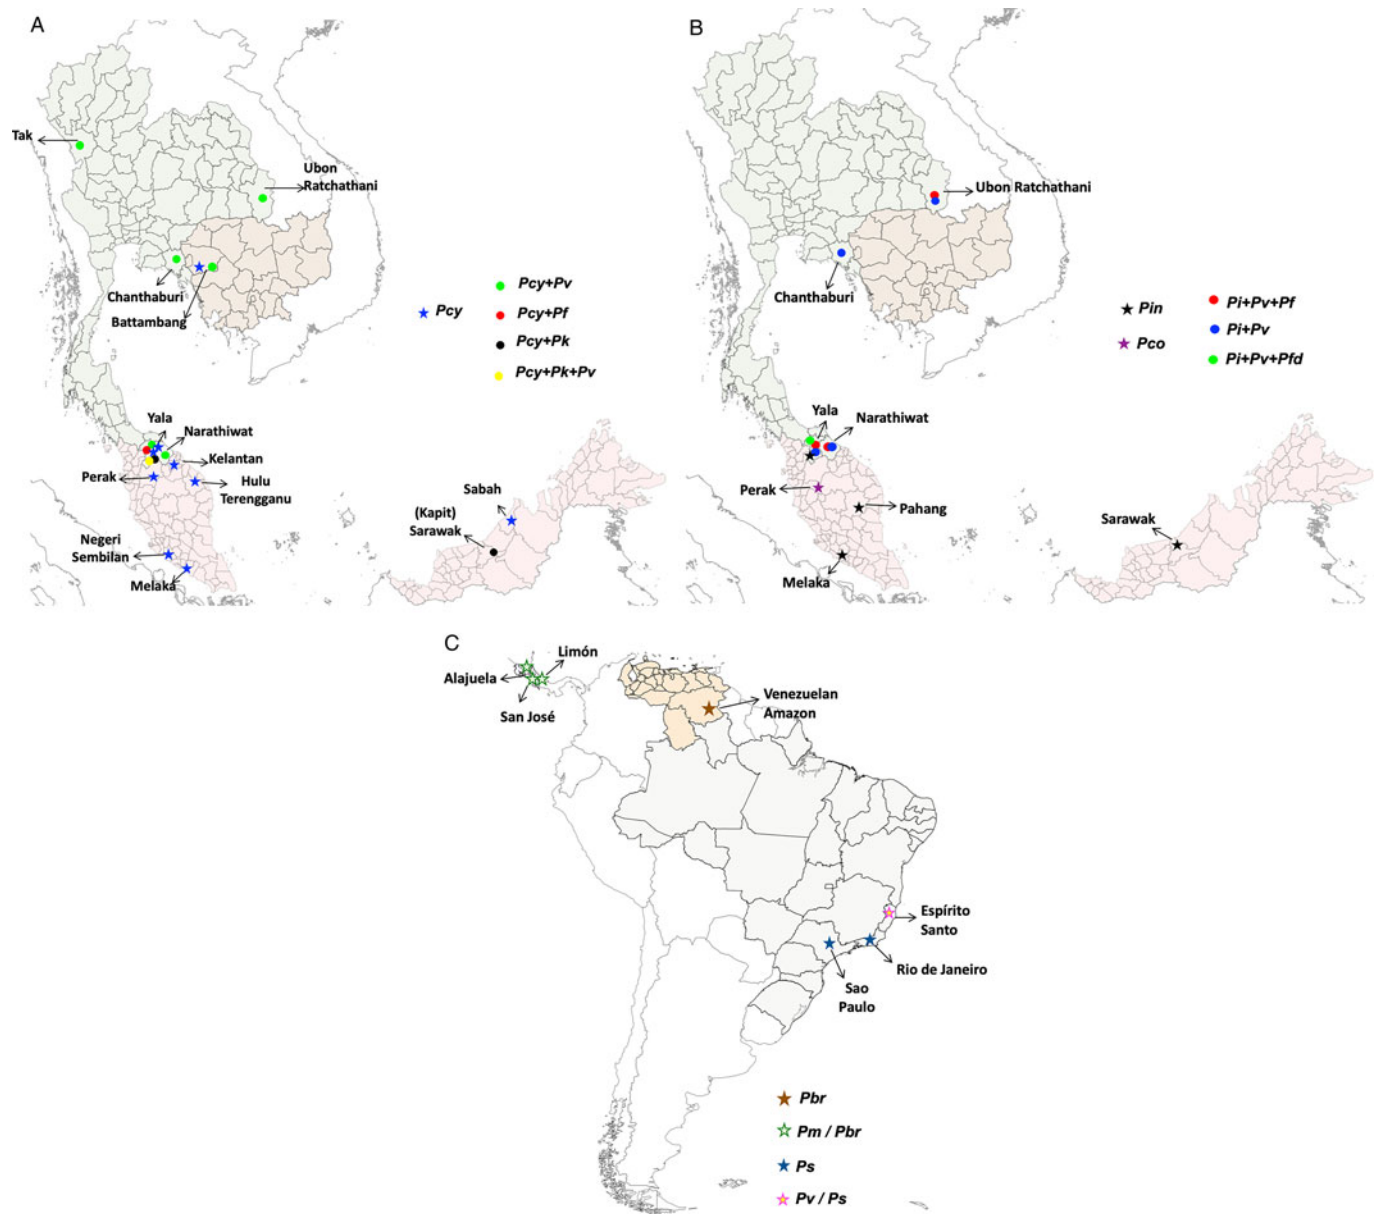 A
Tak
Ubon
Ratchathani
Chanthaburi
Battambang
Pcy
Pcy+Pv
Pcy+Pf
Pcy+Pk
Pcy+Pk+Pv
Yala
Narathiwat
Kelantan
Perak
Hulu
Terengganu
Negeri
Sembilan
Melaka
Sabah
(Kapit)
Sarawak
B
Ubon Ratchathani
Chanthaburi
Pin
Pco
Pi+Pv+Pf
Pi+Pv
Pi+Pv+Pfd
Yala
Narathiwat
Perak
Pahang
Melaka
Sarawak
C
Limón
Alajuela
San José
Venezuelan
Amazon
Espírito
Santo
Rio de Janeiro
Sao
Paulo
Pbr
Pm / Pbr
Ps
Pv / Ps